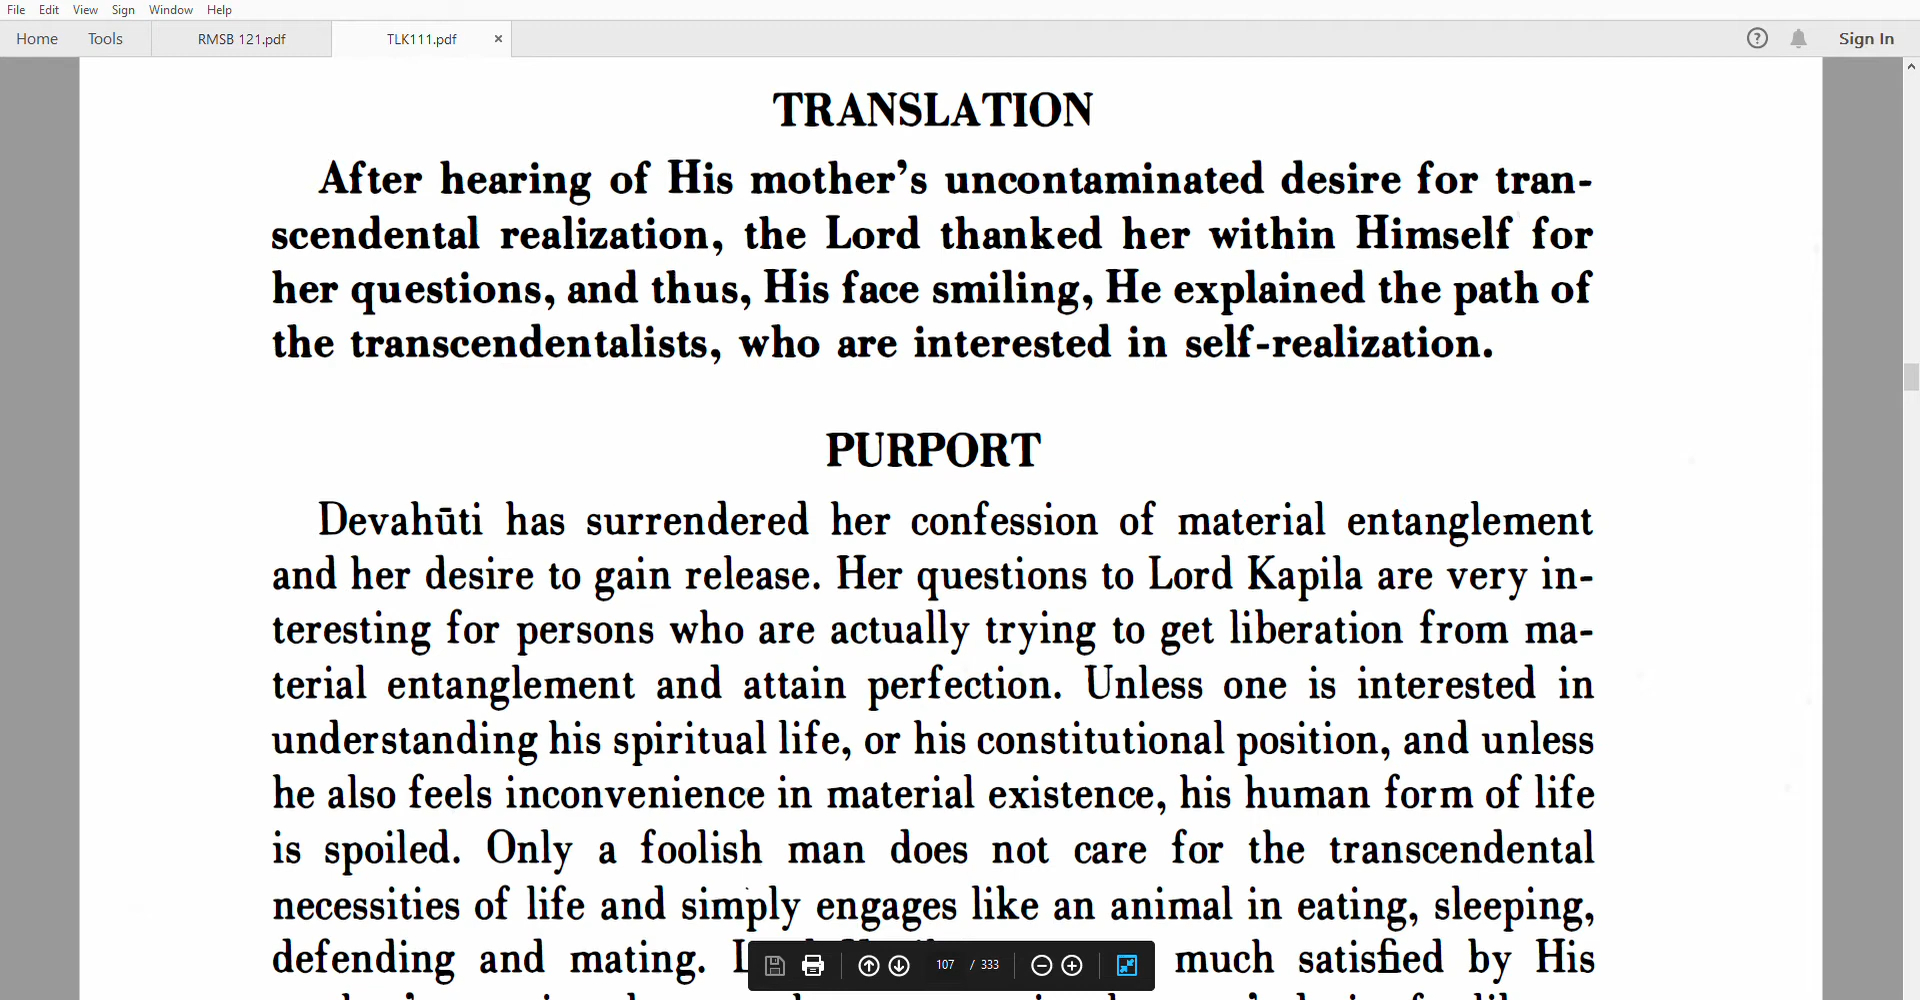 File Edit View Sign Window Help
Home Tools RMSB 121.pdf TLK111.pdf × ? Sign In
TRANSLATION
After hearing of His mother’s uncontaminated desire for tran-
scendental realization, the Lord thanked her within Himself for
her questions, and thus, His face smiling, He explained the path of
the transcendentalists, who are interested in self-realization.
PURPORT
Devahūti has surrendered her confession of material entanglement
and her desire to gain release. Her questions to Lord Kapila are very in-
teresting for persons who are actually trying to get liberation from ma-
terial entanglement and attain perfection. Unless one is interested in
understanding his spiritual life, or his constitutional position, and unless
he also feels inconvenience in material existence, his human form of life
is spoiled. Only a foolish man does not care for the transcendental
necessities of life and simply engages like an animal in eating, sleeping,
defending and mating. much satisfied by His
107 / 333